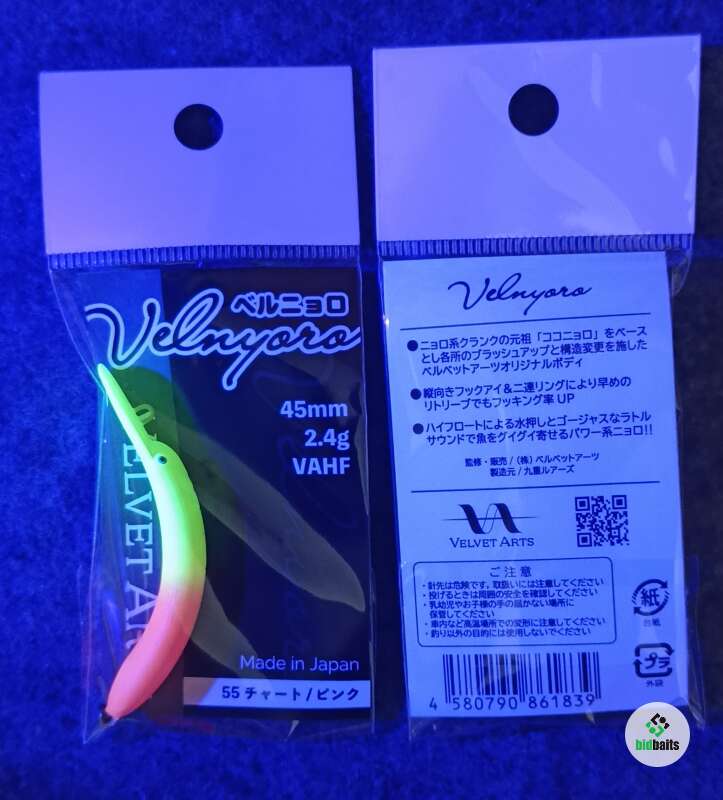 ベルニョロ
Velnyoro
45mm
2.4g
VAHF
VELVET
Made in Japan
55 チャート/ピンク
Velnyoro
●ニョロ系クランクの元祖「ココニョロ」をベース
とし各所のブラッシュアップと構造変更を施した
ベルベットアーツオリジナルボディ
●縦向きフックアイ&二連リングにより早めの
リトリーブでもフッキング率 UP
●ハイフロートによる水押しとゴージャスなラトル
サウンドで魚をグイグイ寄せるパワー系ニョロ!!
監修・販売/(株)ベルベットアーツ
製造元/九重ルアーズ
VELVET ARTS
ご注意
・針先は危険です。取扱いには注意してください
・投げるときは周囲の安全を確認してください
・乳幼児やお子様の手の届かない場所に
保管してください
・車内など高温場所での変形に注意してください
・釣り以外の目的には使用しないでください
紙
台紙
プラ
外袋
4 580790 861839
bidbaits